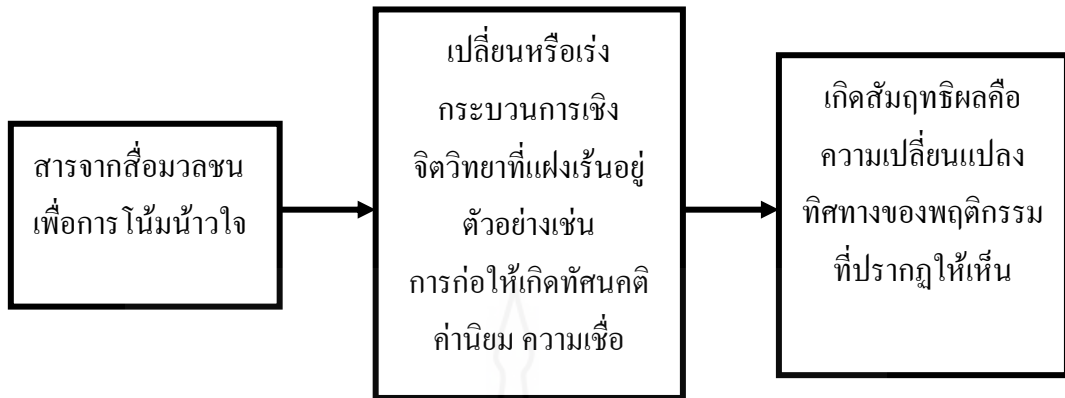 สารจากสื่อมวลชน
เพื่อการโน้มน้าวใจ
เปลี่ยนหรือเร่ง
กระบวนการเชิง
จิตวิทยาที่แฝงเร้นอยู่
ตัวอย่างเช่น
การก่อให้เกิดทัศนคติ
ค่านิยม ความเชื่อ
เกิดสัมฤทธิผลคือ
ความเปลี่ยนแปลง
ทิศทางของพฤติกรรม
ที่ปรากฏให้เห็น